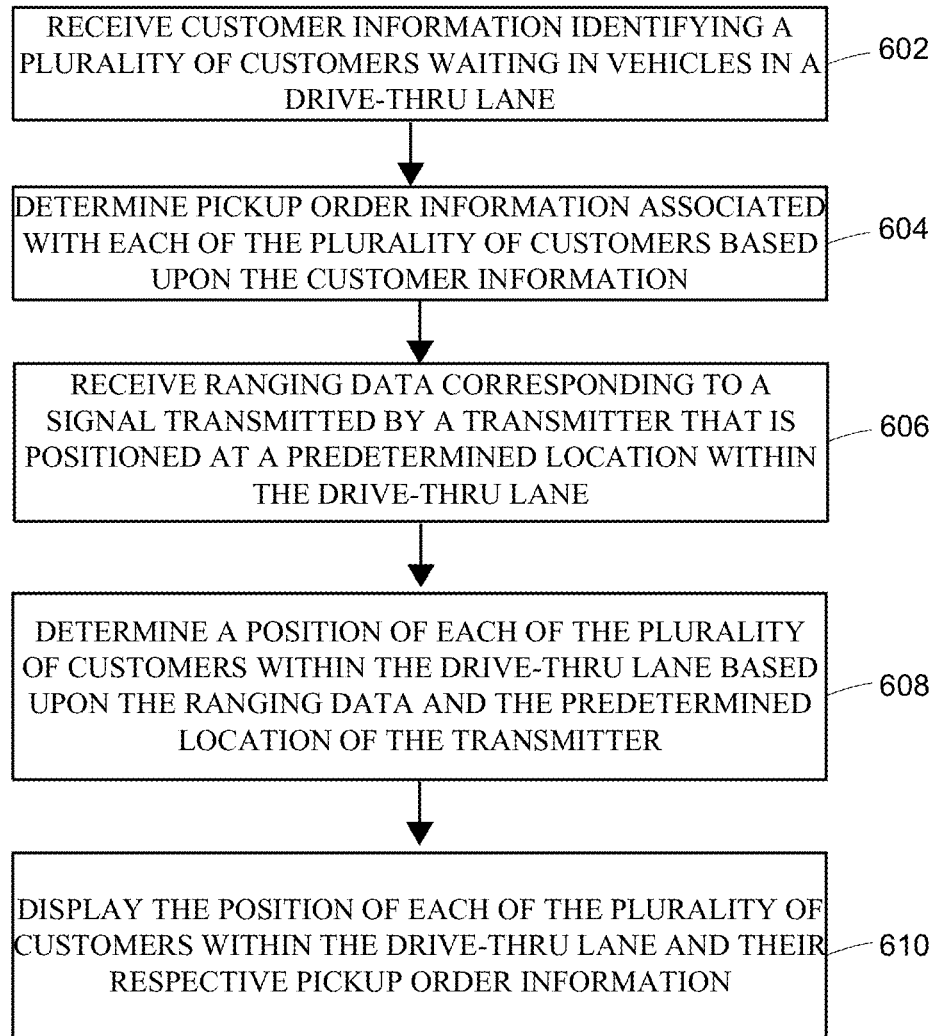 RECEIVE CUSTOMER INFORMATION IDENTIFYING A
PLURALITY OF CUSTOMERS WAITING IN VEHICLES IN A
DRIVE-THRU LANE
602
DETERMINE PICKUP ORDER INFORMATION ASSOCIATED
WITH EACH OF THE PLURALITY OF CUSTOMERS BASED
UPON THE CUSTOMER INFORMATION
604
RECEIVE RANGING DATA CORRESPONDING TO A
SIGNAL TRANSMITTED BY A TRANSMITTER THAT IS
POSITIONED AT A PREDETERMINED LOCATION WITHIN
THE DRIVE-THRU LANE
606
DETERMINE A POSITION OF EACH OF THE PLURALITY
OF CUSTOMERS WITHIN THE DRIVE-THRU LANE BASED
UPON THE RANGING DATA AND THE PREDETERMINED
LOCATION OF THE TRANSMITTER
608
DISPLAY THE POSITION OF EACH OF THE PLURALITY OF
CUSTOMERS WITHIN THE DRIVE-THRU LANE AND THEIR
RESPECTIVE PICKUP ORDER INFORMATION
610